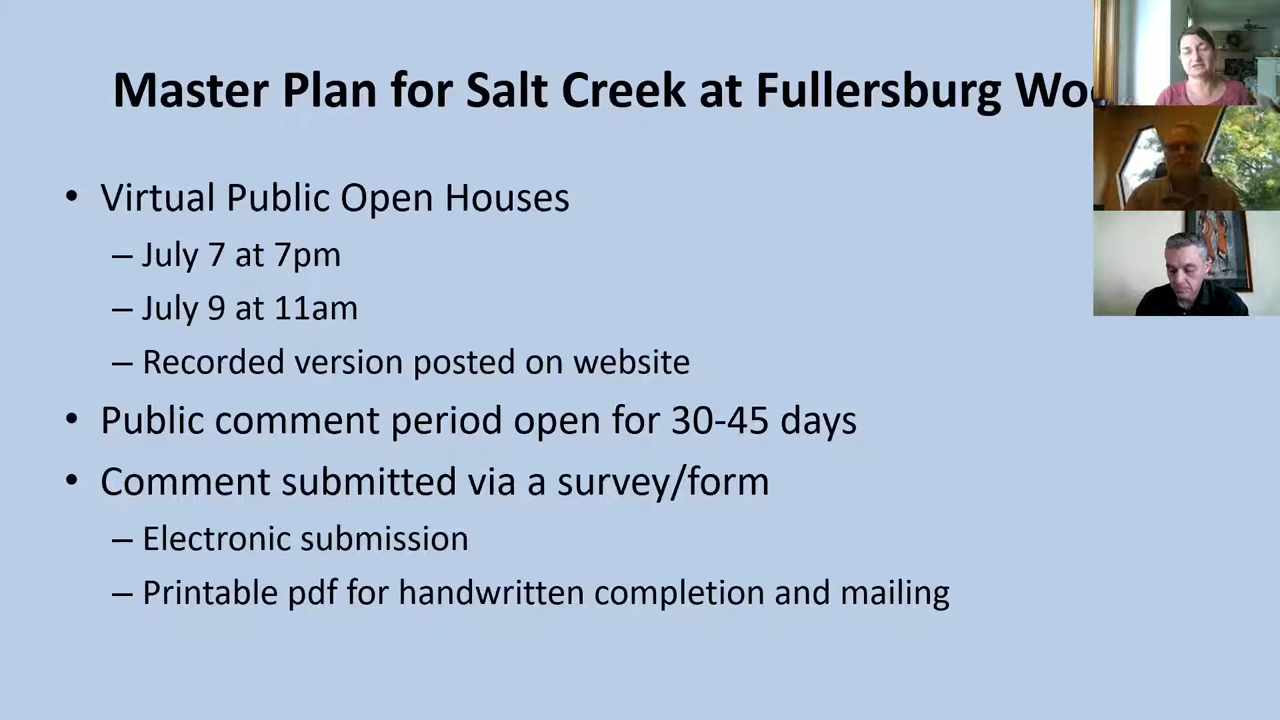 Master Plan for Salt Creek at Fullersburg
• Virtual Public Open Houses
– July 7 at 7pm
– July 9 at 11am
– Recorded version posted on website
• Public comment period open for 30-45 days
• Comment submitted via a survey/form
– Electronic submission
– Printable pdf for handwritten completion and mailing